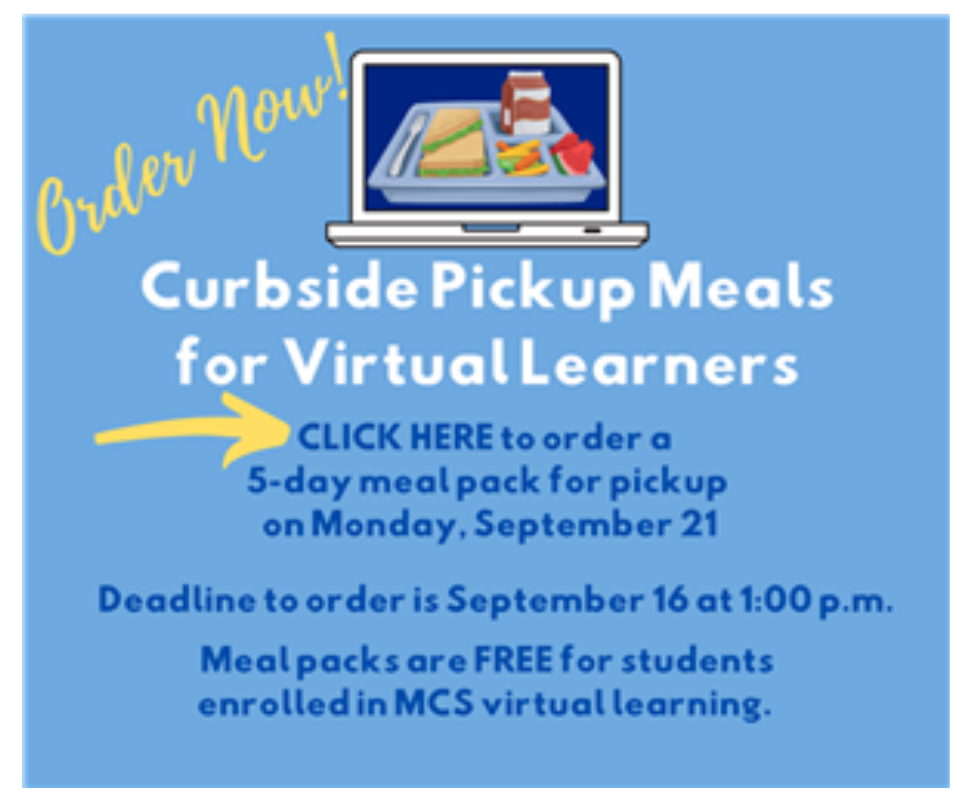 Order Now!
Curbside Pickup Meals
for Virtual Learners
CLICK HERE to order a
5-day meal pack for pickup
on Monday, September 21
Deadline to order is September 16 at 1:00 p.m.
Meal packs are FREE for students
enrolled in MCS virtual learning.